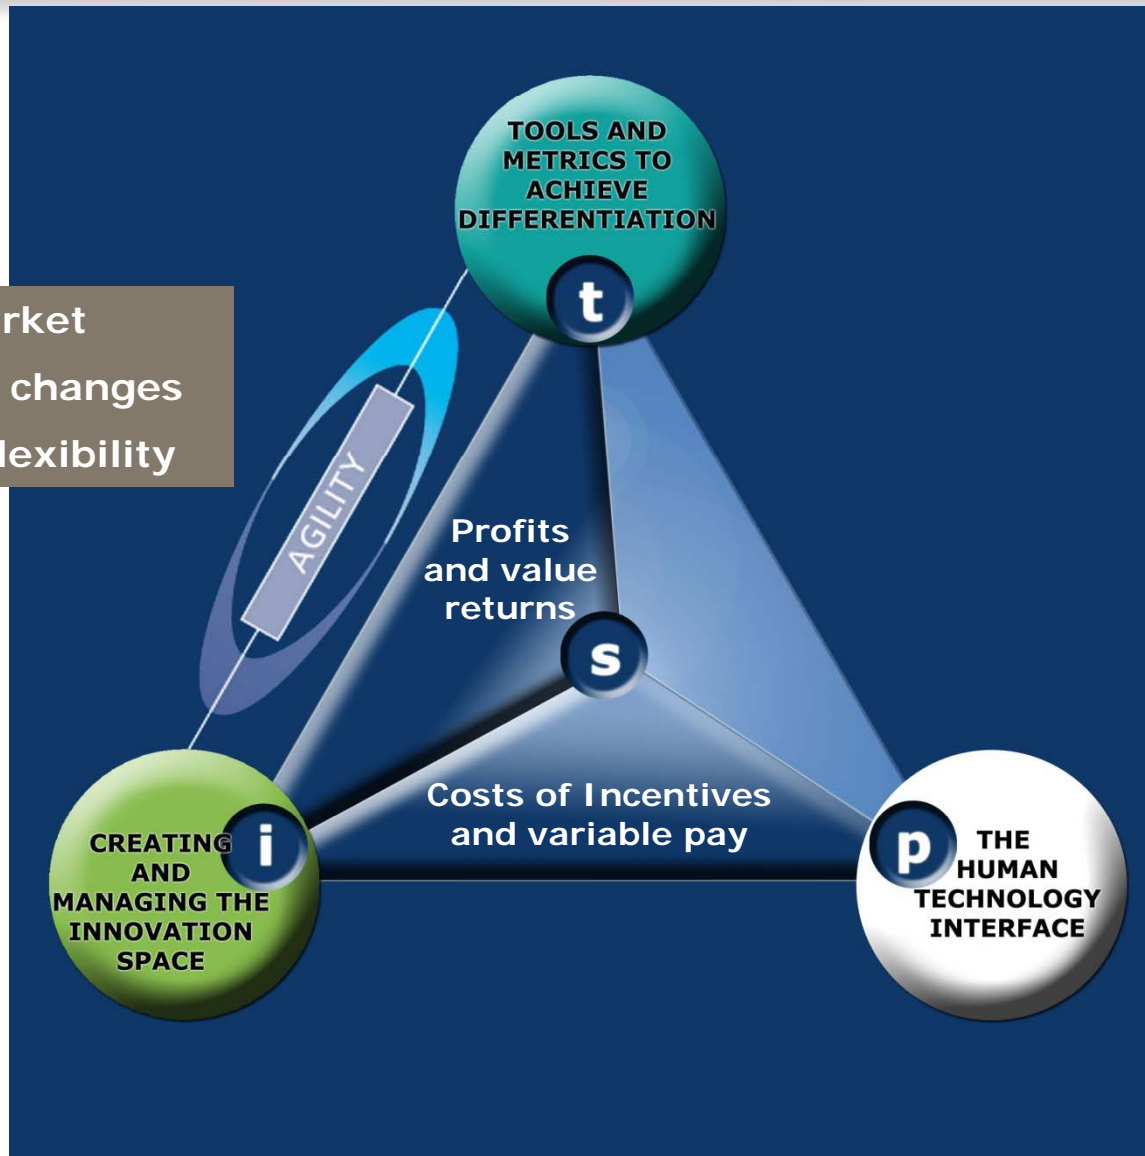 TOOLS AND
METRICS TO
ACHIEVE
DIFFERENTIATION
t
rket
changes
lexibility
AGILITY
Profits
and value
returns
s
Costs of Incentives
and variable pay
CREATING
AND
MANAGING THE
INNOVATION
SPACE
i
p
THE
HUMAN
TECHNOLOGY
INTERFACE